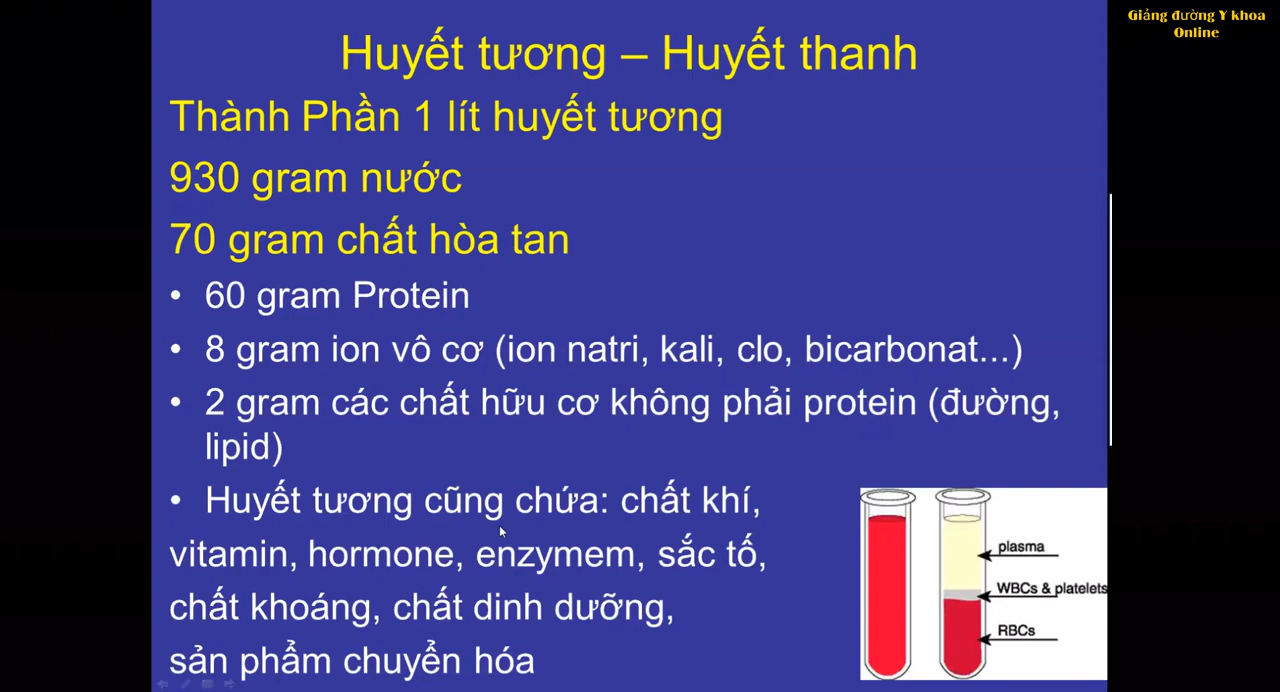 Giảng đường Y khoa
Online
Huyết tương – Huyết thanh
Thành Phần 1 lít huyết tương
930 gram nước
70 gram chất hòa tan
• 60 gram Protein
• 8 gram ion vô cơ (ion natri, kali, clo, bicarbonat...)
• 2 gram các chất hữu cơ không phải protein (đường,
lipid)
• Huyết tương cũng chứa: chất khí,
vitamin, hormone, enzymem, sắc tố,
chất khoáng, chất dinh dưỡng,
sản phẩm chuyển hóa
plasma
WBCs & platelets
RBCs